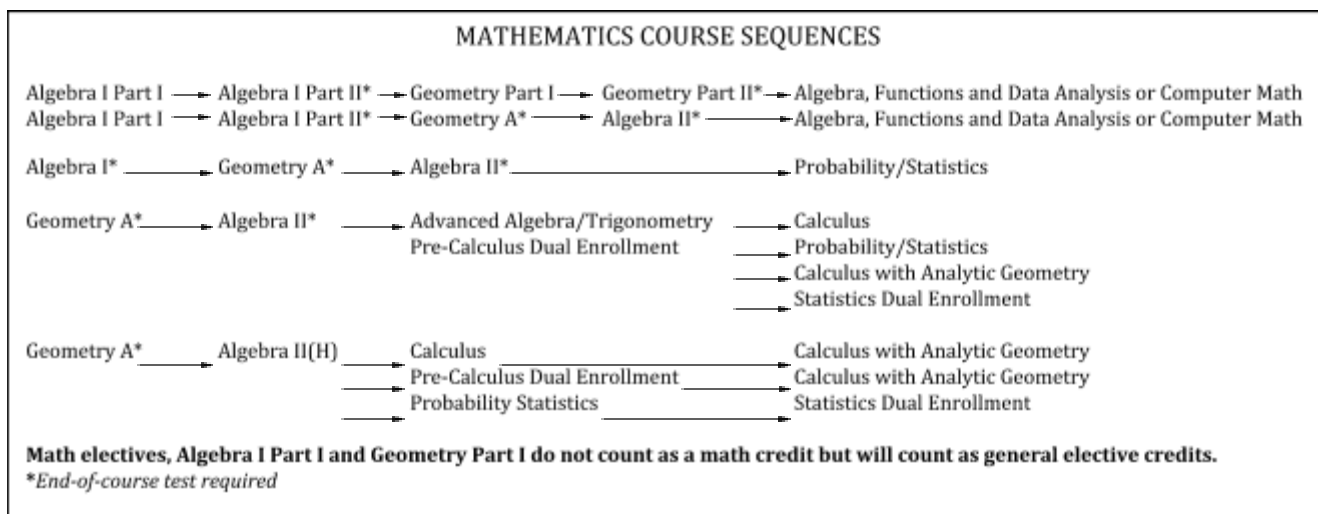 MATHEMATICS COURSE SEQUENCES
Algebra I Part I Algebra I Part II* Geometry Part I Geometry Part II* Algebra, Functions and Data Analysis or Computer Math
Algebra I Part I Algebra I Part II* Geometry A* Algebra II* Algebra, Functions and Data Analysis or Computer Math
Algebra I* Geometry A* Algebra II* Probability/Statistics
Geometry A* Algebra II* Advanced Algebra/Trigonometry Calculus
Pre-Calculus Dual Enrollment Probability/Statistics
Calculus with Analytic Geometry
Statistics Dual Enrollment
Geometry A* Algebra II(H) Calculus Calculus with Analytic Geometry
Pre-Calculus Dual Enrollment Calculus with Analytic Geometry
Probability Statistics Statistics Dual Enrollment
Math electives, Algebra I Part I and Geometry Part I do not count as a math credit but will count as general elective credits.
*End-of-course test required